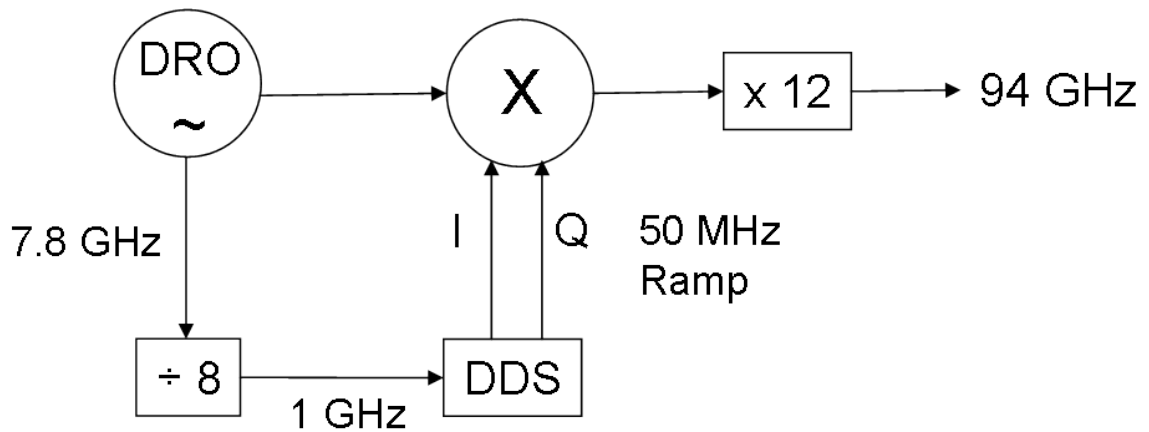 DRO
~
X
x 12
94 GHz
7.8 GHz
I
Q
50 MHz
Ramp
÷ 8
1 GHz
DDS